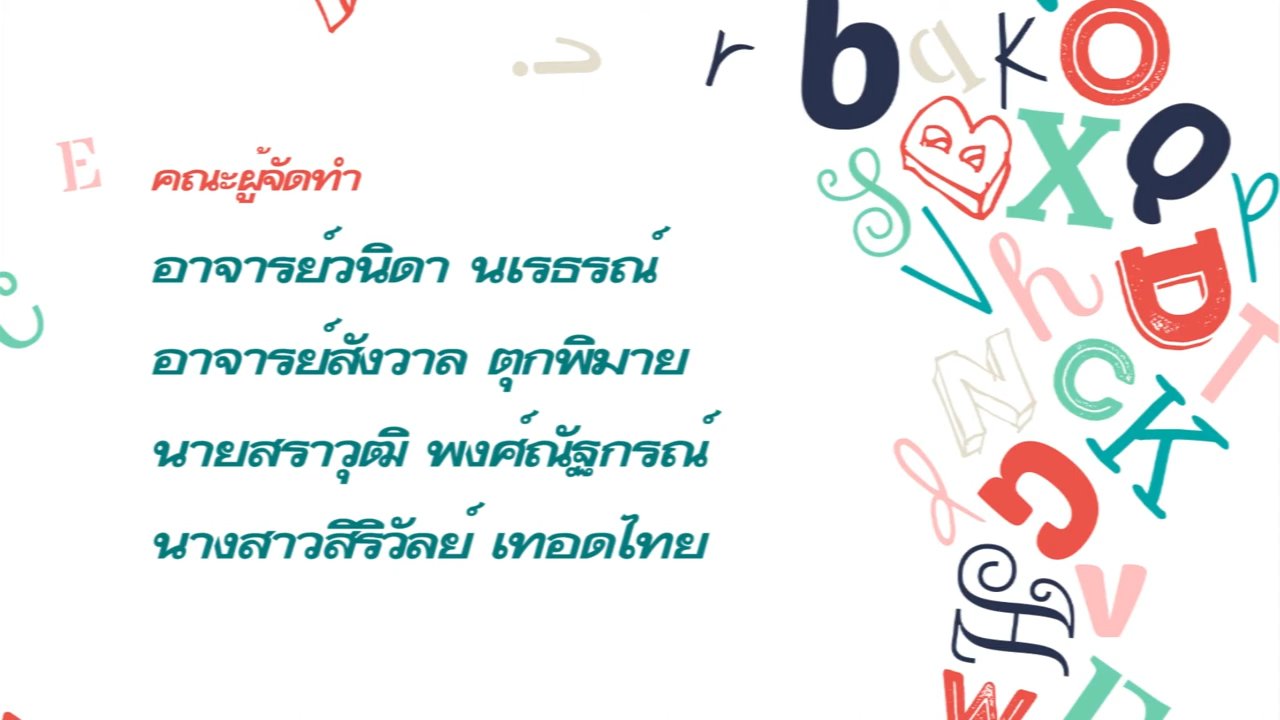 คณะผู้จัดทำ
อาจารย์วนิดา นเรธรณ์
อาจารย์สังวาล ตุกพิมาย
นายสราวุฒิ พงศ์ณัฐกรณ์
นางสาวสิริวัลย์ เทอดไทย